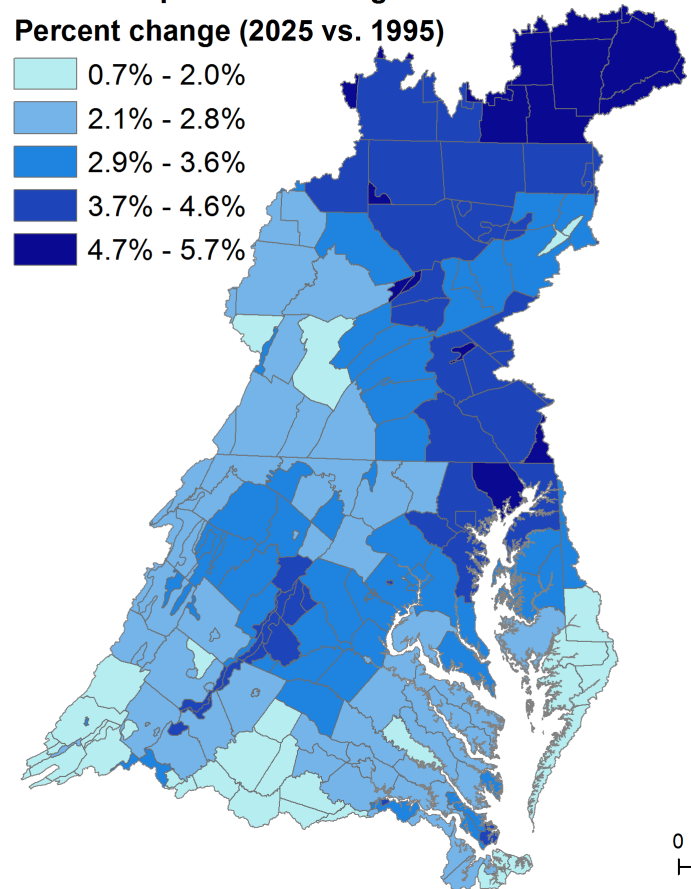 Percent change (2025 vs. 1995)
0.7% - 2.0%
2.1% - 2.8%
2.9% - 3.6%
3.7% - 4.6%
4.7% - 5.7%
0